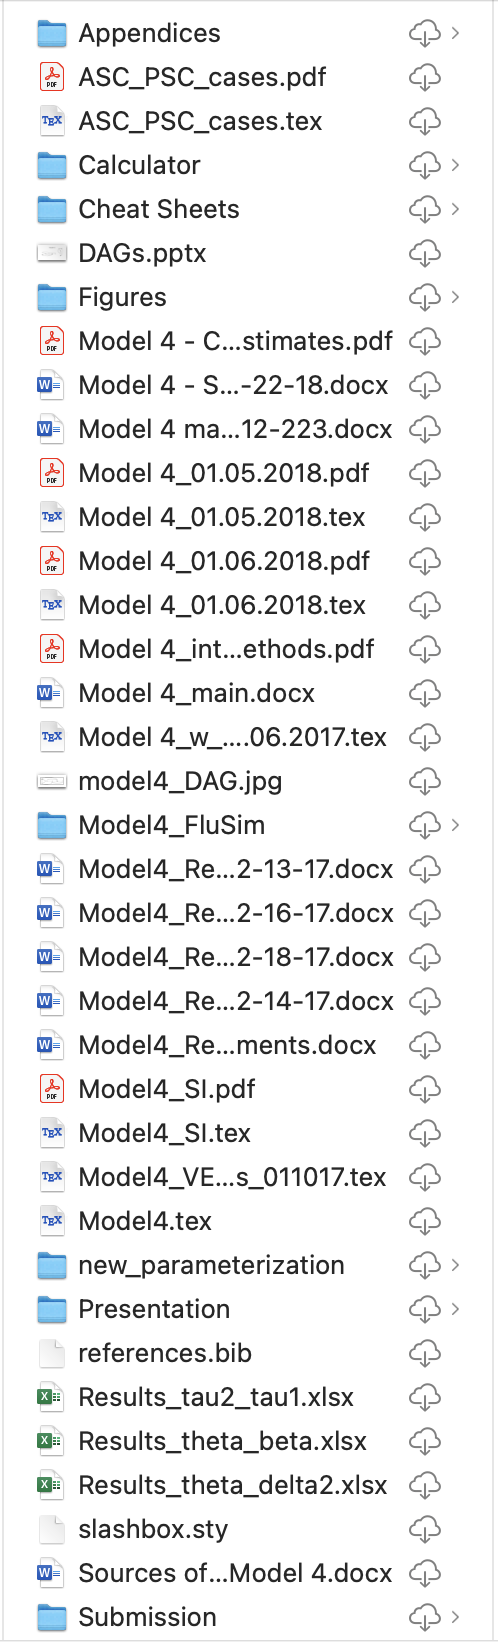 Appendices
ASC_PSC_cases.pdf
ASC_PSC_cases.tex
Calculator
Cheat Sheets
DAGs.pptx
Figures
Model 4 - C...stimates.pdf
Model 4 - S...-22-18.docx
Model 4 ma...12-223.docx
Model 4_01.05.2018.pdf
Model 4_01.05.2018.tex
Model 4_01.06.2018.pdf
Model 4_01.06.2018.tex
Model 4_int...ethods.pdf
Model 4_main.docx
Model 4_w_....06.2017.tex
model4_DAG.jpg
Model4_FluSim
Model4_Re...2-13-17.docx
Model4_Re...2-16-17.docx
Model4_Re...2-18-17.docx
Model4_Re...2-14-17.docx
Model4_Re...ments.docx
Model4_SI.pdf
Model4_SI.tex
Model4_VE...s_011017.tex
Model4.tex
new_parameterization
Presentation
references.bib
Results_tau2_tau1.xlsx
Results_theta_beta.xlsx
Results_theta_delta2.xlsx
slashbox.sty
Sources of...Model 4.docx
Submission